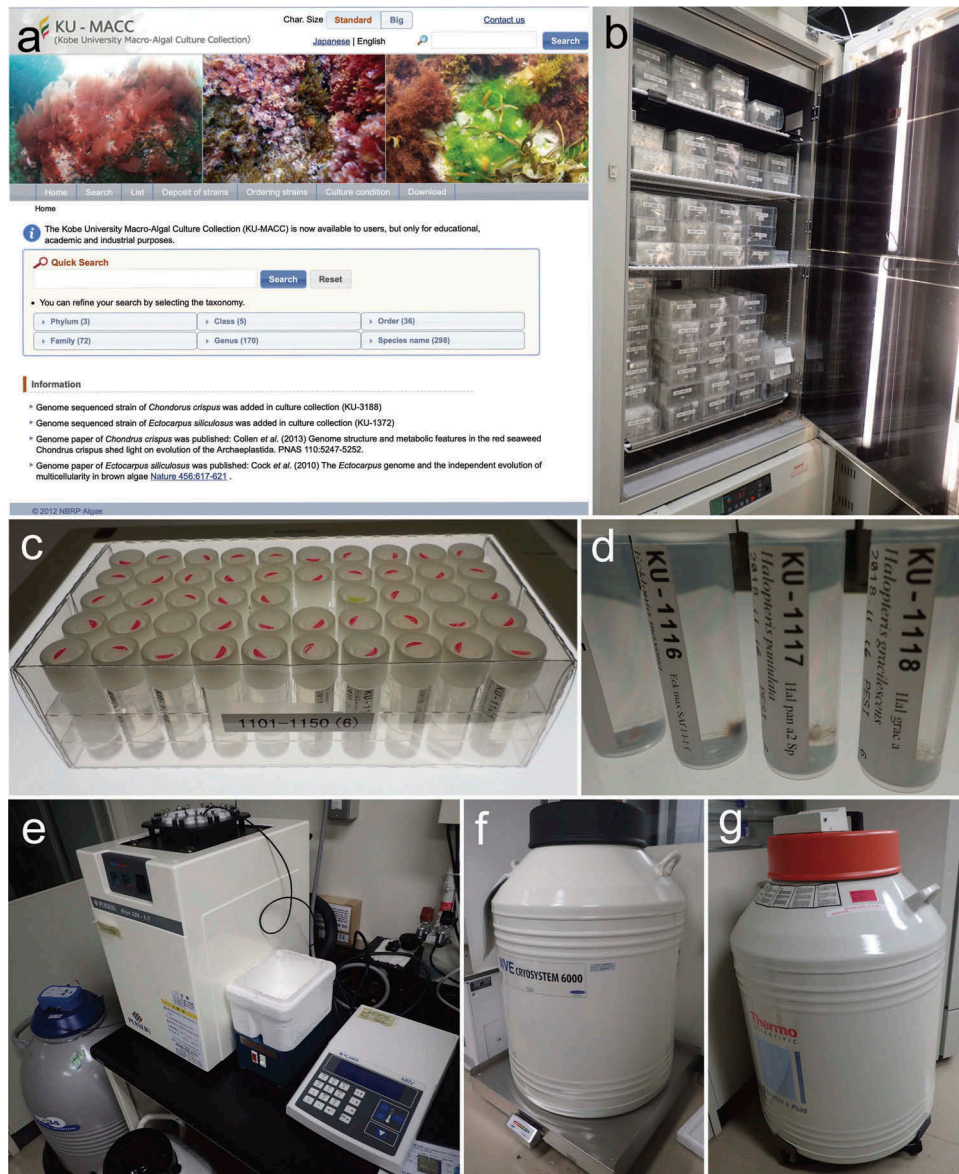 a
KU - MACC
(Kobe University Macro-Algal Culture Collection)
Char. Size Standard Big
Contact us
Japanese | English
Search
Home Search List Deposit of strains Ordering strains Culture condition Download
Home
The Kobe University Macro-Algal Culture Collection (KU-MACC) is now available to users, but only for educational,
academic and industrial purposes.
Quick Search
Search Reset
You can refine your search by selecting the taxonomy.
Phylum (3) Class (5) Order (36)
Family (72) Genus (170) Species name (298)
Information
Genome sequenced strain of Chondorus crispus was added in culture collection (KU-3188)
Genome sequenced strain of Ectocarpus siliculosus was added in culture collection (KU-1372)
Genome paper of Chondrus crispus was published: Collen et al. (2013) Genome structure and metabolic features in the red seaweed
Chondorus crispus shed light on evolution of the Archaeplastida. PNAS 110:5247-5252.
Genome paper of Ectocarpus siliculosus was published: Cock et al. (2010) The Ectocarpus genome and the independent evolution of
multicellularity in brown algae Nature 456:617-621 .
© 2012 NBRP Algae
b
c
1101-1150 (6)
d
KU-1116
KU-1117
Halopteris paniculata
Hal pan a2 Sp
KU-1118
Halopteris gracilescens
Hal grac a
e
f
CRYOSYSTEM 6000
g
Thermo
SCIENTIFIC
PLUS